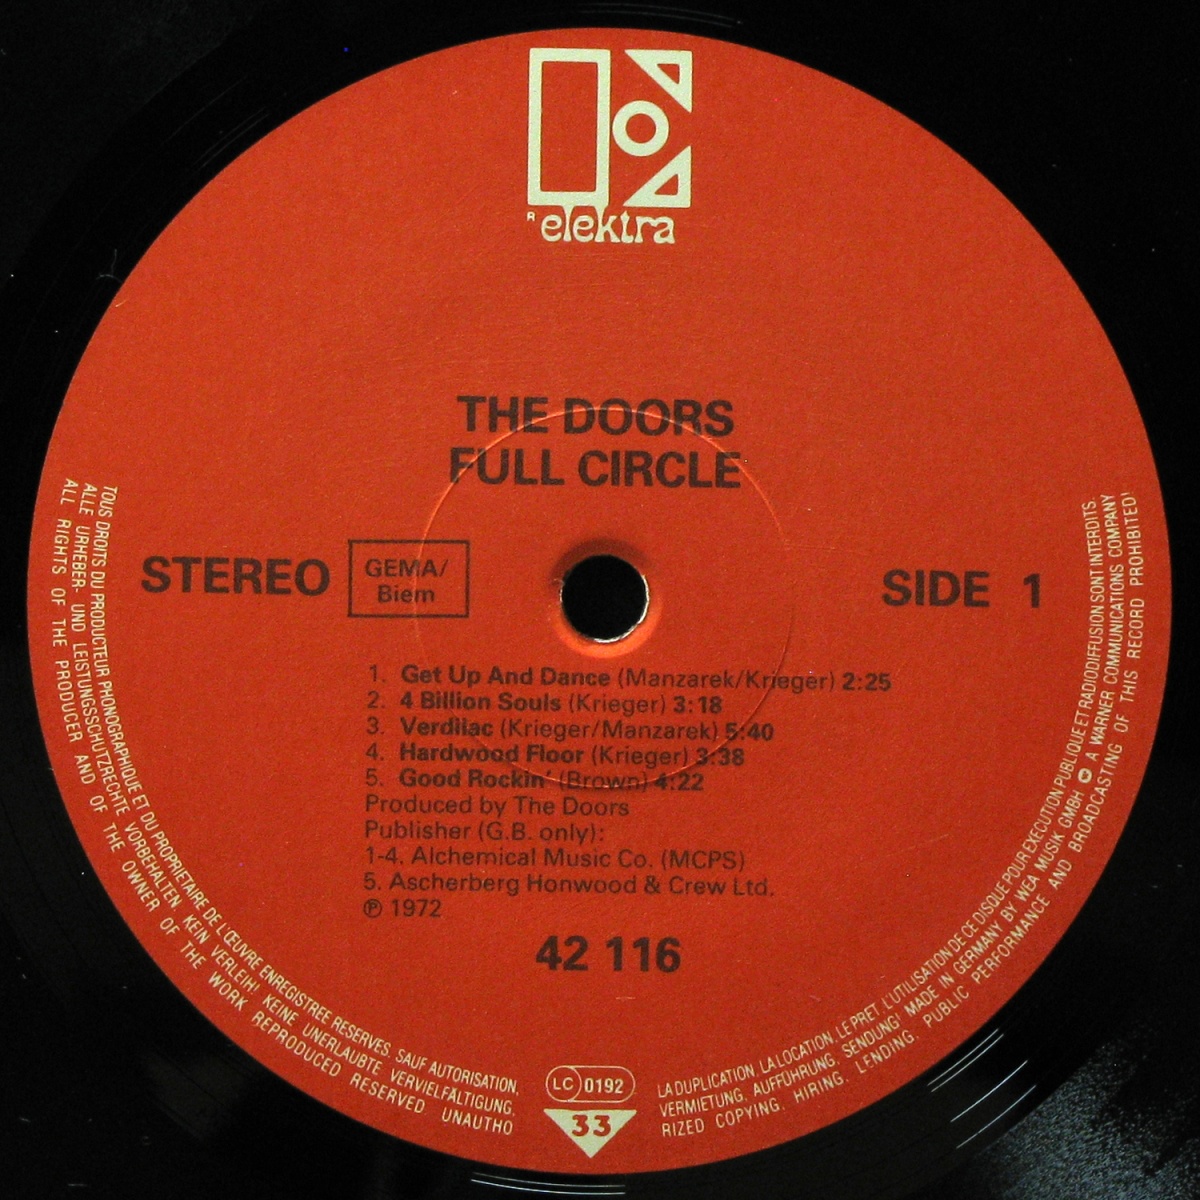 R elektra
THE DOORS
FULL CIRCLE
STEREO
GEMA/
Biem
SIDE 1
1. Get Up And Dance (Manzarek/Krieger) 2:25
2. 4 Billion Souls (Krieger) 3:18
3. Verdilac (Krieger/Manzarek) 5:40
4. Hardwood Floor (Krieger) 3:38
5. Good Rockin' (Brown) 4:22
Produced by The Doors
Publisher (G.B. only):
1-4. Alchemical Music Co. (MCPS)
5. Ascherberg Honwood & Crew Ltd.
℗ 1972
42 116
TOUS DROITS DU PRODUCTEUR PHONOGRAPHIQUE ET DU PROPRIETAIRE DE L'ŒUVRE ENREGISTREE RESERVES. SAUF AUTORISATION,
LA DUPLICATION, LA LOCATION, LE PRET, L'UTILISATION DE CE DISQUE POUR EXECUTION PUBLIQUE ET RADIODIFFUSION SONT INTERDITS.
ALLE URHEBER- UND LEISTUNGSSCHUTZRECHTE VORBEHALTEN KEIN VERLEIH! KEINE UNERLAUBTE VERVIELFÄLTIGUNG,
VERMIETUNG, AUFFÜHRUNG, SENDUNG! MADE IN GERMANY BY WEA MUSIK GMBH A WARNER COMMUNICATIONS COMPANY
ALL RIGHTS OF THE PRODUCER AND OF THE OWNER OF THE WORK REPRODUCED RESERVED UNAUTHO
RIZED COPYING, HIRING, LENDING, PUBLIC PERFORMANCE AND BROADCASTING OF THIS RECORD PROHIBITED!
LC 0192
33